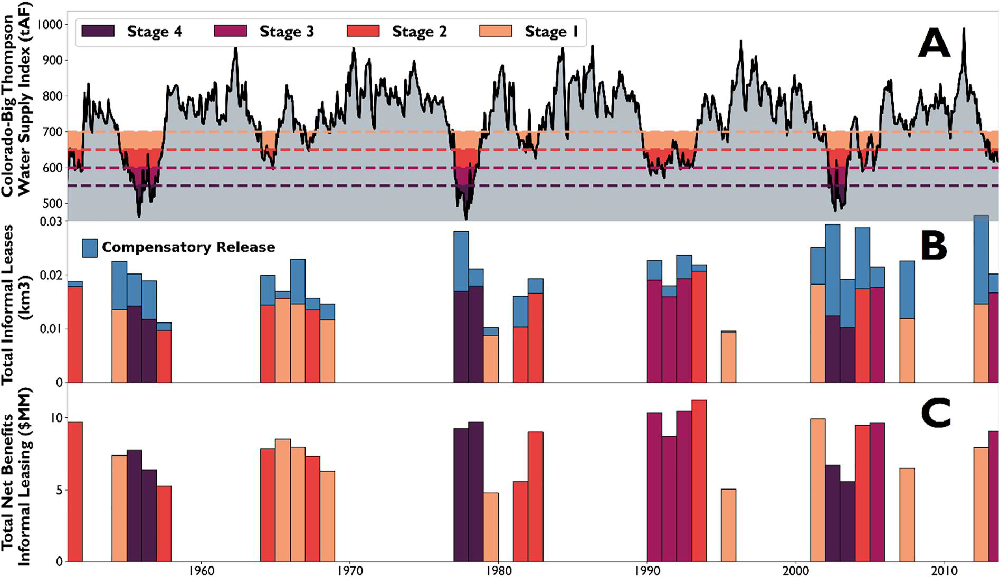 Colorado-Big Thompson
Water Supply Index (tAF)
1000
900
800
700
600
500
Stage 4
Stage 3
Stage 2
Stage 1
A
Total Informal Leases
(km3)
0.03
0.02
0.01
0
Compensatory Release
B
Total Net Benefits
Informal Leasing ($MM)
10
5
0
C
1960
1970
1980
1990
2000
2010